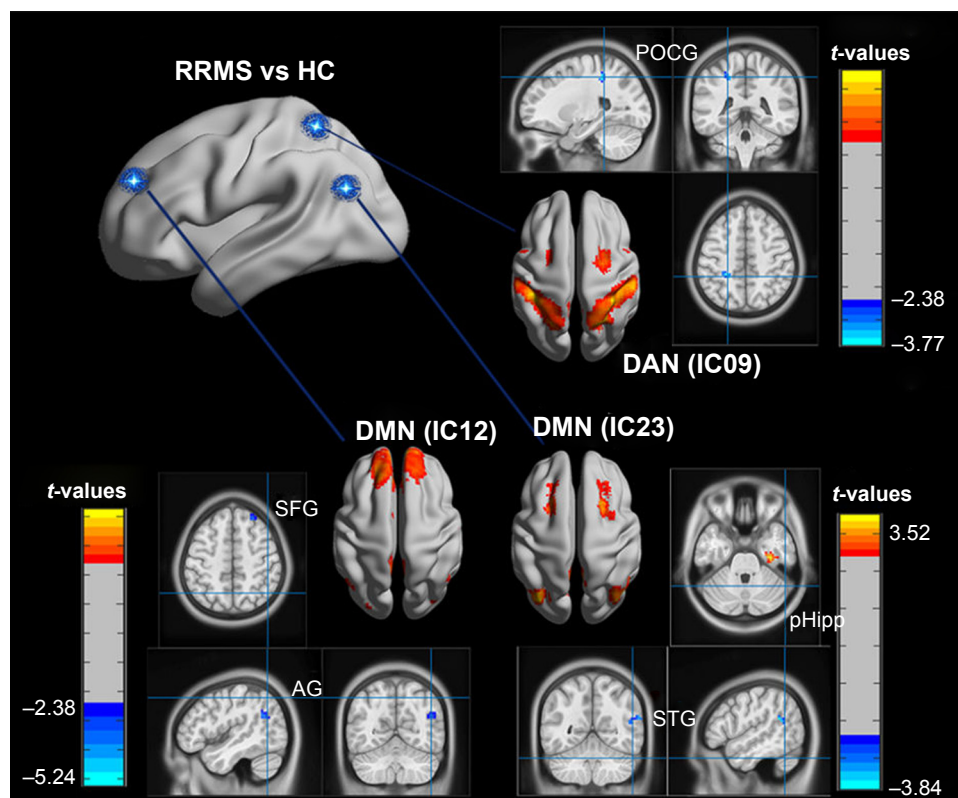 RRMS vs HC
POCG
t-values
–2.38
–3.77
DAN (IC09)
DMN (IC12)
DMN (IC23)
t-values
SFG
–2.38
–5.24
AG
t-values
3.52
pHipp
STG
–3.84